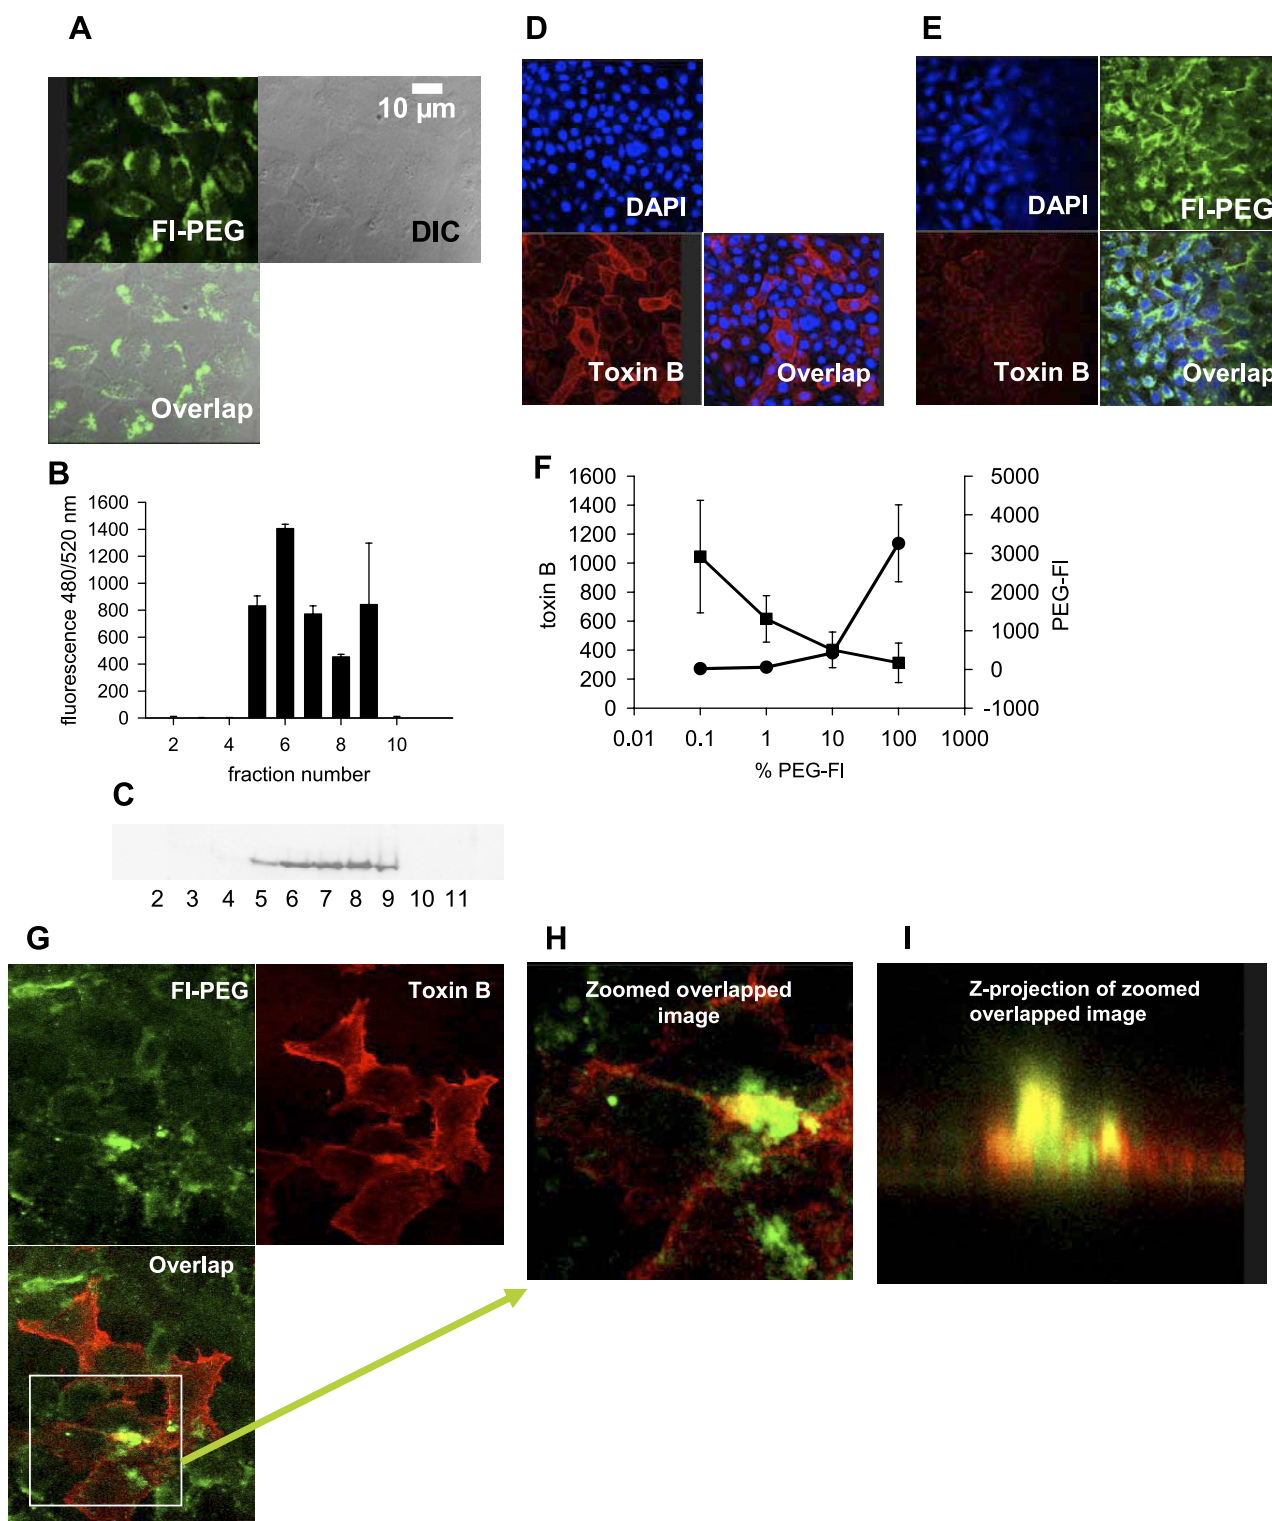 A
Fl-PEG
10 µm
DIC
Overlap
D
DAPI
Toxin B
Overlap
E
DAPI
Fl-PEG
Toxin B
Overlap
B
fluorescence 480/520 nm
1600
1400
1200
1000
800
600
400
200
0
2 4 6 8 10
fraction number
C
2 3 4 5 6 7 8 9 10 11
F
toxin B
1600
1400
1200
1000
800
600
400
200
0
5000
4000
3000
2000
1000
0
-1000
PEG-Fl
0.01 0.1 1 10 100 1000
% PEG-Fl
G
Fl-PEG
Toxin B
Overlap
H
Zoomed overlapped
image
I
Z-projection of zoomed
overlapped image